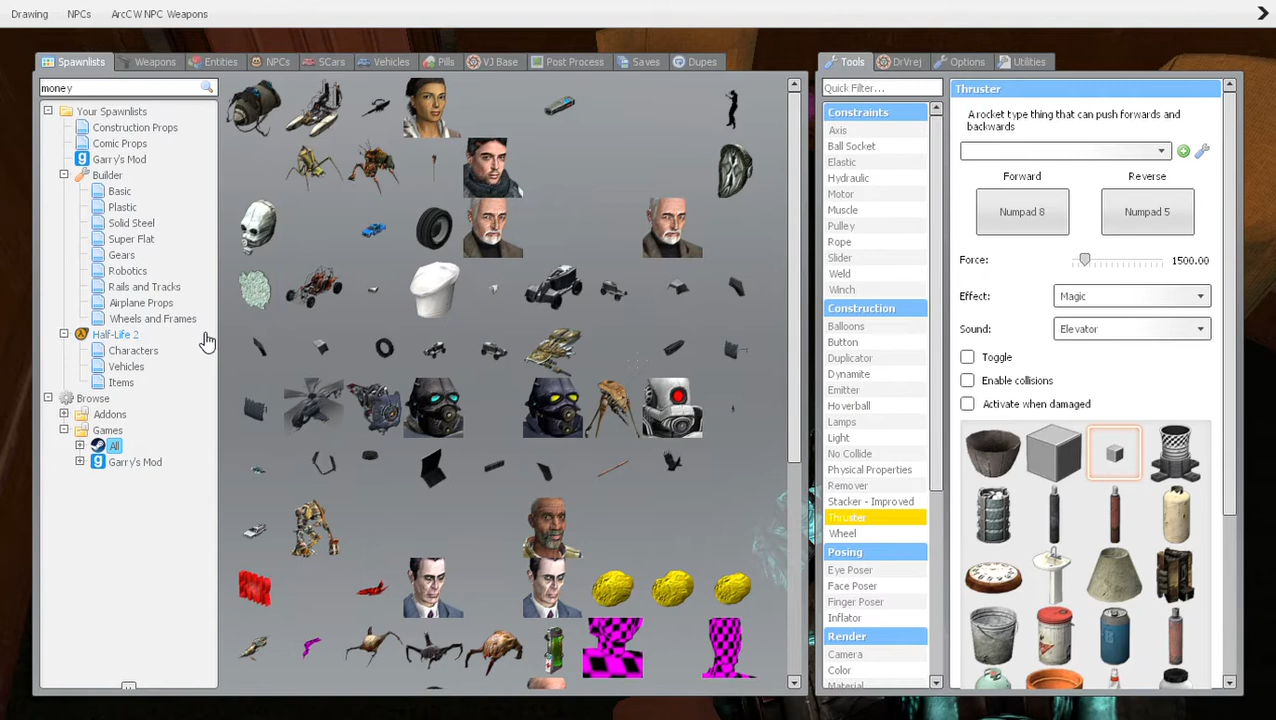 Drawing NPCs ArcCW NPC Weapons
Spawnlists Weapons Entities NPCs SCars Vehicles Pills VJ Base Post Process Saves Dupes
money
Your Spawnlists
Construction Props
Comic Props
Garry's Mod
Builder
Basic
Plastic
Solid Steel
Super Flat
Gears
Robotics
Rails and Tracks
Airplane Props
Wheels and Frames
Half-Life 2
Characters
Vehicles
Items
Browse
Addons
Games
All
Garry's Mod
Tools DrVrej Options Utilities
Quick Filter...
Constraints
Axis
Ball Socket
Elastic
Hydraulic
Motor
Muscle
Pulley
Rope
Slider
Weld
Winch
Construction
Balloons
Button
Duplicator
Dynamite
Emitter
Hoverball
Lamps
Light
No Collide
Physical Properties
Remover
Stacker - Improved
Thruster
Wheel
Posing
Eye Poser
Face Poser
Finger Poser
Inflator
Render
Camera
Color
Material
Thruster
A rocket type thing that can push forwards and
backwards
Forward Reverse
Numpad 8 Numpad 5
Force: 1500.00
Effect: Magic
Sound: Elevator
Toggle
Enable collisions
Activate when damaged